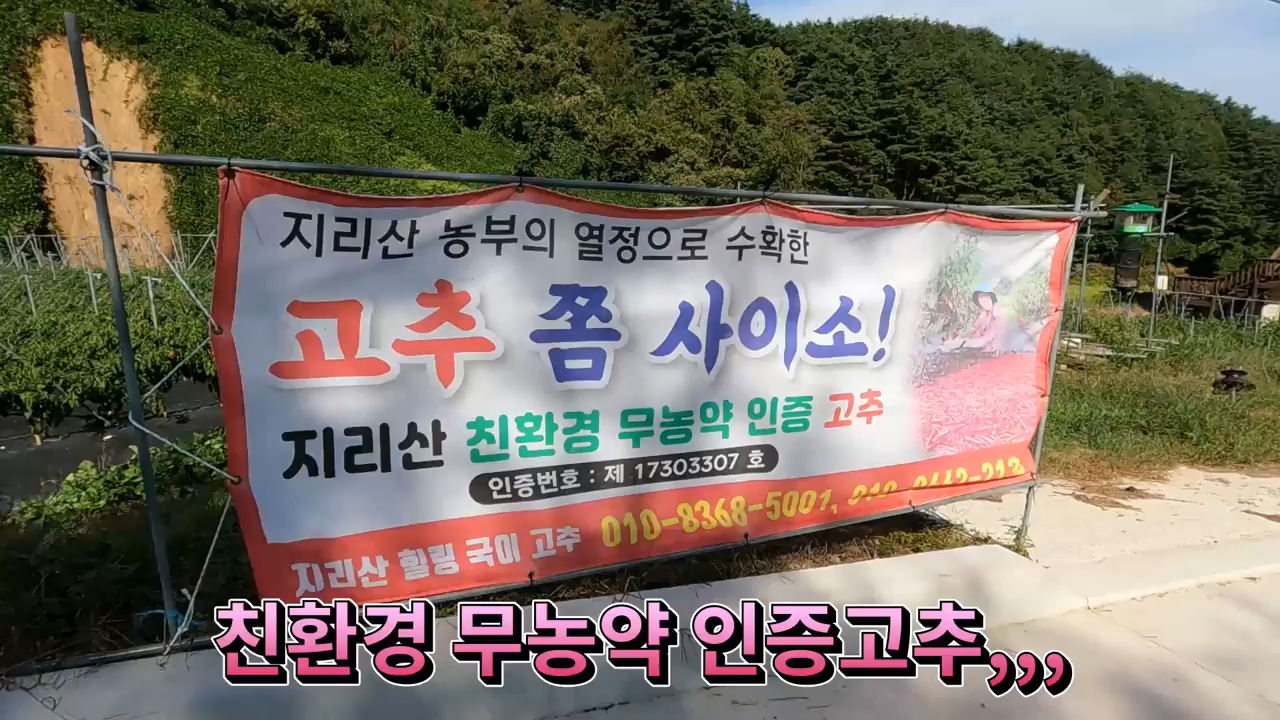 지리산 농부의 열정으로 수확한
고추 쫌 사이소!
지리산 친환경 무농약 인증 고추
인증번호 : 제 17303307 호
지리산 힐링 국미 고추 010-8368-5001,
친환경 무농약 인증고추,,,